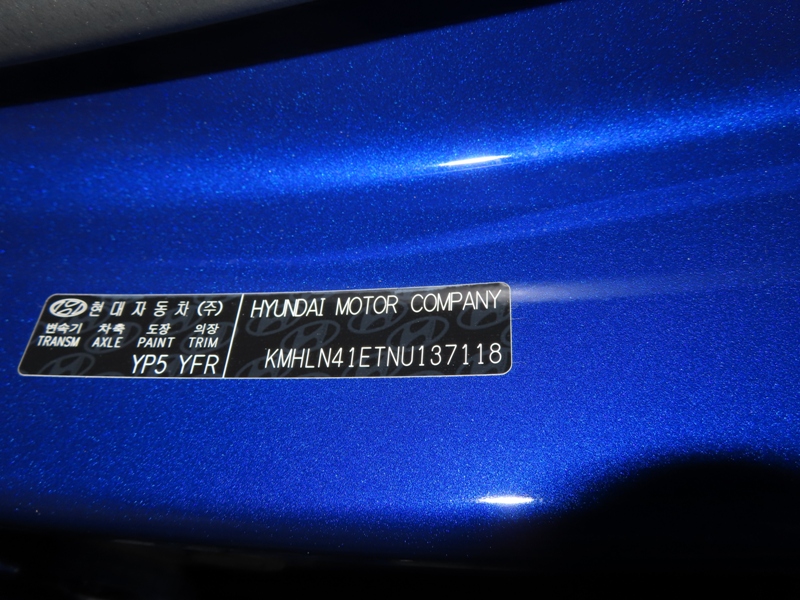 현대자동차(주)
변속기 차축 도장 의장
TRANSM AXLE PAINT TRIM
YP5 YFR
HYUNDAI MOTOR COMPANY
KMHLN41ETNU137118